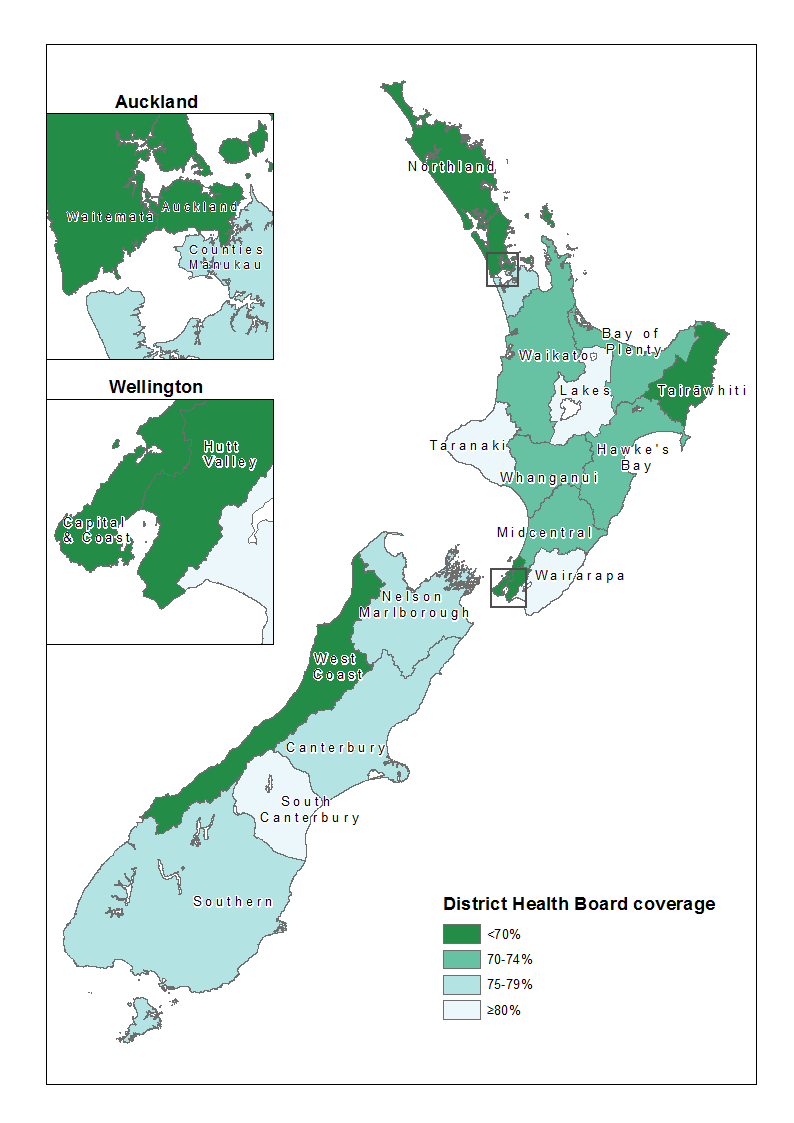 Auckland
Northland
Waitemata
Auckland
Counties
Manukau
Bay of
Plenty
Waikato
Wellington
Lakes
Tairāwhiti
Taranaki
Hutt
Valley
Hawke's
Bay
Whanganui
Capital
& Coast
Midcentral
Wairarapa
Nelson
Marlborough
West
Coast
Canterbury
South
Canterbury
Southern
District Health Board coverage
<70%
70-74%
75-79%
≥80%